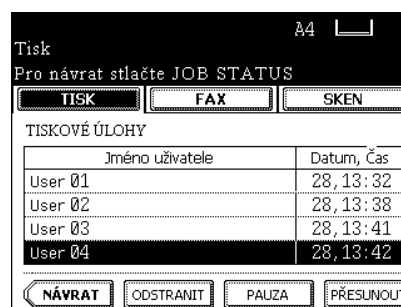 A4
Tisk
Pro návrat stlačte JOB STATUS
TISK FAX SKEN
TISKOVÉ ÚLOHY
Jméno uživatele Datum, Čas
User 01 28,13:32
User 02 28,13:38
User 03 28,13:41
User 04 28,13:42
NÁVRAT ODSTRANIT PAUZA PŘESUNOUT